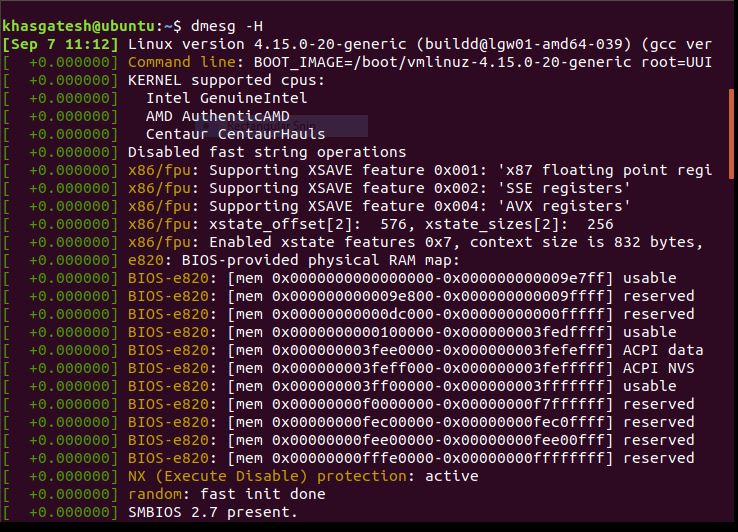 khasgatesh@ubuntu:~$ dmesg -H
[Sep 7 11:12] Linux version 4.15.0-20-generic (buildd@lgw01-amd64-039) (gcc ver
[  +0.000000] Command line: BOOT_IMAGE=/boot/vmlinuz-4.15.0-20-generic root=UUI
[  +0.000000] KERNEL supported cpus:
[  +0.000000]   Intel GenuineIntel
[  +0.000000]   AMD AuthenticAMD
[  +0.000000]   Centaur CentaurHauls
[  +0.000000] Disabled fast string operations
[  +0.000000] x86/fpu: Supporting XSAVE feature 0x001: 'x87 floating point regi
[  +0.000000] x86/fpu: Supporting XSAVE feature 0x002: 'SSE registers'
[  +0.000000] x86/fpu: Supporting XSAVE feature 0x004: 'AVX registers'
[  +0.000000] x86/fpu: xstate_offset[2]:  576, xstate_sizes[2]:  256
[  +0.000000] x86/fpu: Enabled xstate features 0x7, context size is 832 bytes,
[  +0.000000] e820: BIOS-provided physical RAM map:
[  +0.000000] BIOS-e820: [mem 0x0000000000000000-0x000000000009e7ff] usable
[  +0.000000] BIOS-e820: [mem 0x000000000009e800-0x000000000009ffff] reserved
[  +0.000000] BIOS-e820: [mem 0x00000000000dc000-0x00000000000fffff] reserved
[  +0.000000] BIOS-e820: [mem 0x0000000000100000-0x000000003fedffff] usable
[  +0.000000] BIOS-e820: [mem 0x000000003fee0000-0x000000003fefefff] ACPI data
[  +0.000000] BIOS-e820: [mem 0x000000003feff000-0x000000003fefffff] ACPI NVS
[  +0.000000] BIOS-e820: [mem 0x000000003ff00000-0x000000003fffffff] usable
[  +0.000000] BIOS-e820: [mem 0x00000000f0000000-0x00000000f7ffffff] reserved
[  +0.000000] BIOS-e820: [mem 0x00000000fec00000-0x00000000fec0ffff] reserved
[  +0.000000] BIOS-e820: [mem 0x00000000fee00000-0x00000000fee00fff] reserved
[  +0.000000] BIOS-e820: [mem 0x00000000fffe0000-0x00000000ffffffff] reserved
[  +0.000000] NX (Execute Disable) protection: active
[  +0.000000] random: fast init done
[  +0.000000] SMBIOS 2.7 present.